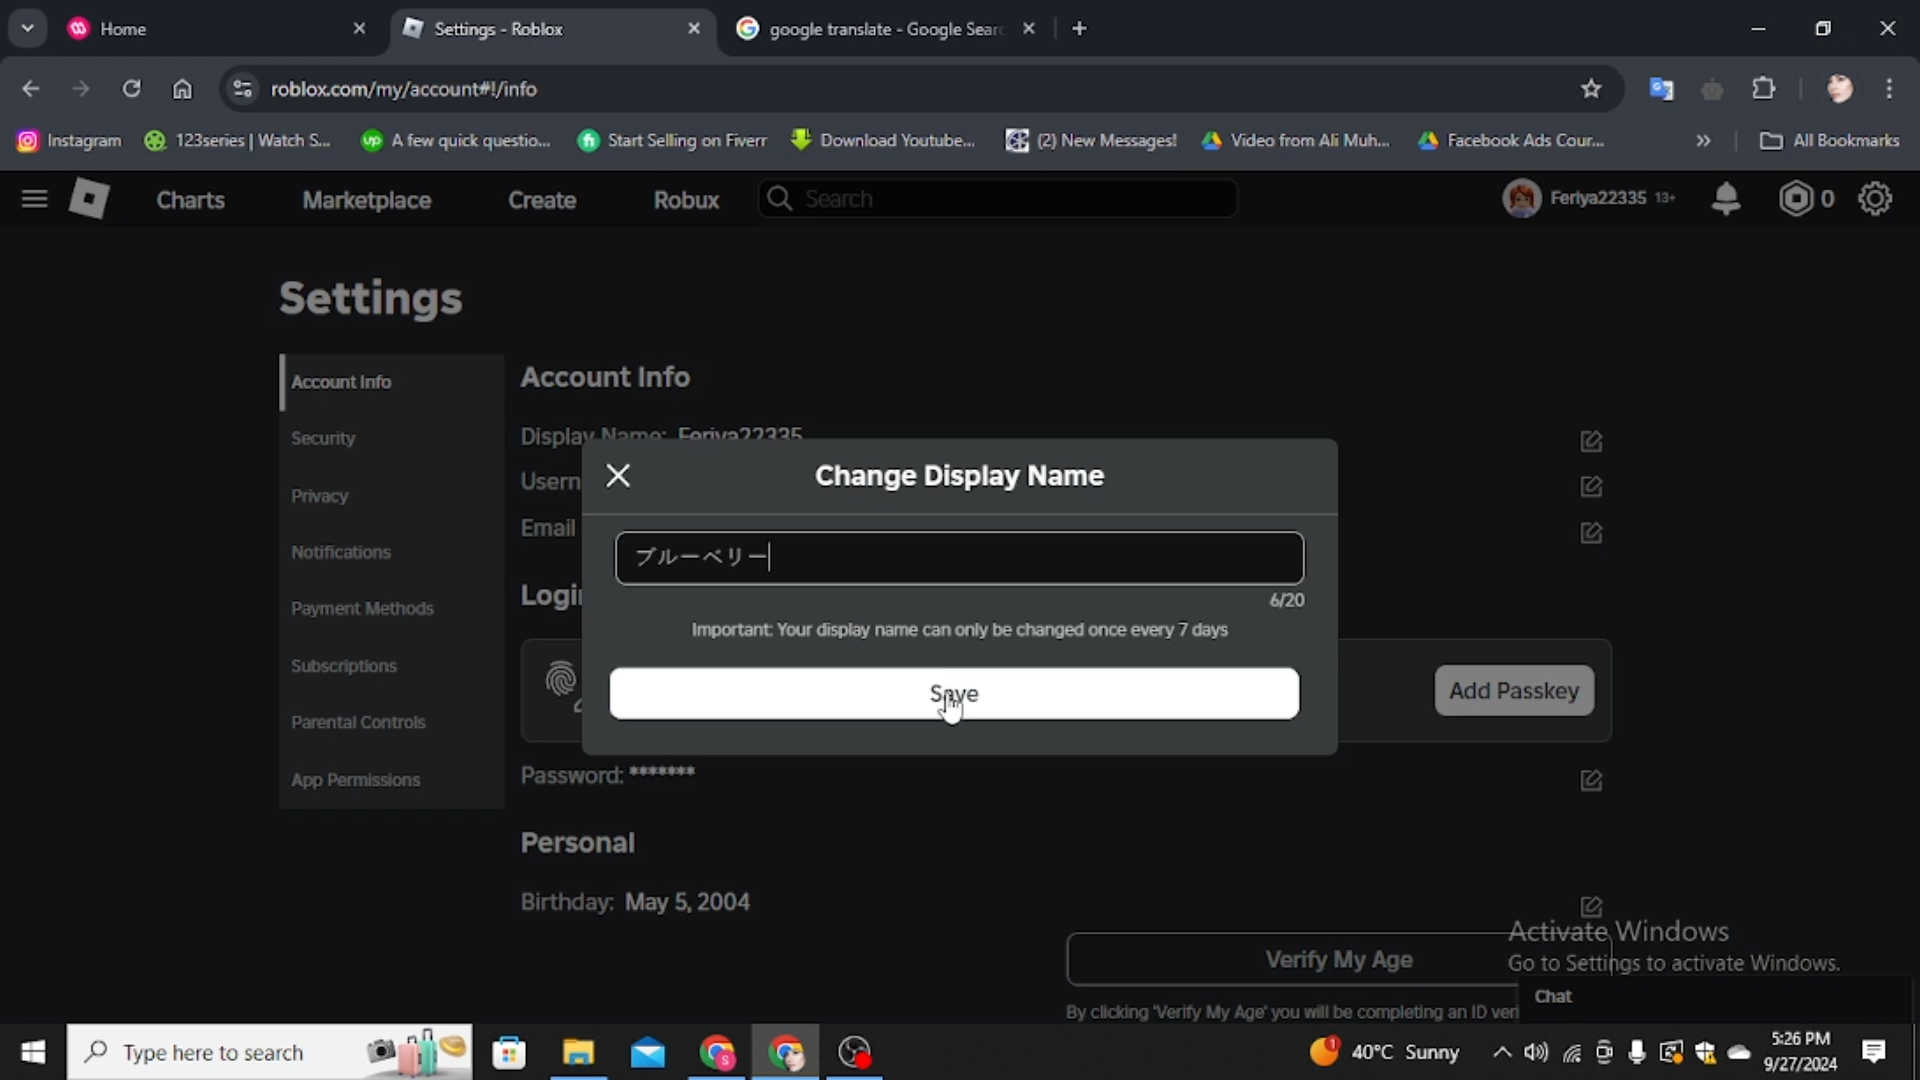 Home
Settings - Roblox
google translate - Google Sear
roblox.com/my/account#!/info
Instagram
123series | Watch S...
A few quick questio...
Start Selling on Fiverr
Download Youtube...
(2) New Messages!
Video from Ali Muh...
Facebook Ads Cour...
All Bookmarks
Charts
Marketplace
Create
Robux
Search
Feriya22335 13+
0
Settings
Account Info
Security
Privacy
Notifications
Payment Methods
Subscriptions
Parental Controls
App Permissions
Account Info
Display Name: Feriya22335
Usern
Email
Change Display Name
ブルーベリー
6/20
Important: Your display name can only be changed once every 7 days
Save
Login
Add Passkey
Password: *******
Personal
Birthday: May 5, 2004
Verify My Age
By clicking 'Verify My Age' you will be completing an ID veri
Activate Windows
Go to Settings to activate Windows.
Chat
Type here to search
1
40°C Sunny
5:26 PM
9/27/2024